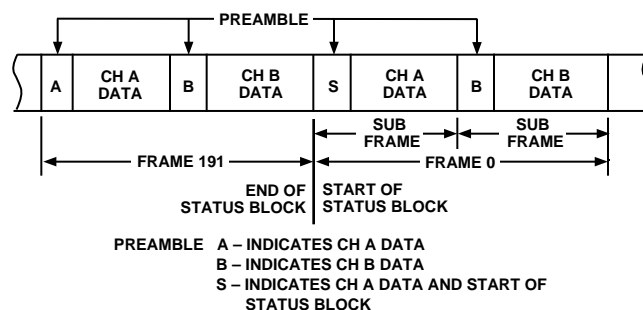 PREAMBLE
A
CH A
DATA
B
CH B
DATA
S
CH A
DATA
B
CH B
DATA
SUB
FRAME
SUB
FRAME
FRAME 191
FRAME 0
END OF
STATUS BLOCK
START OF
STATUS BLOCK
PREAMBLE A – INDICATES CH A DATA
B – INDICATES CH B DATA
S – INDICATES CH A DATA AND START OF
STATUS BLOCK